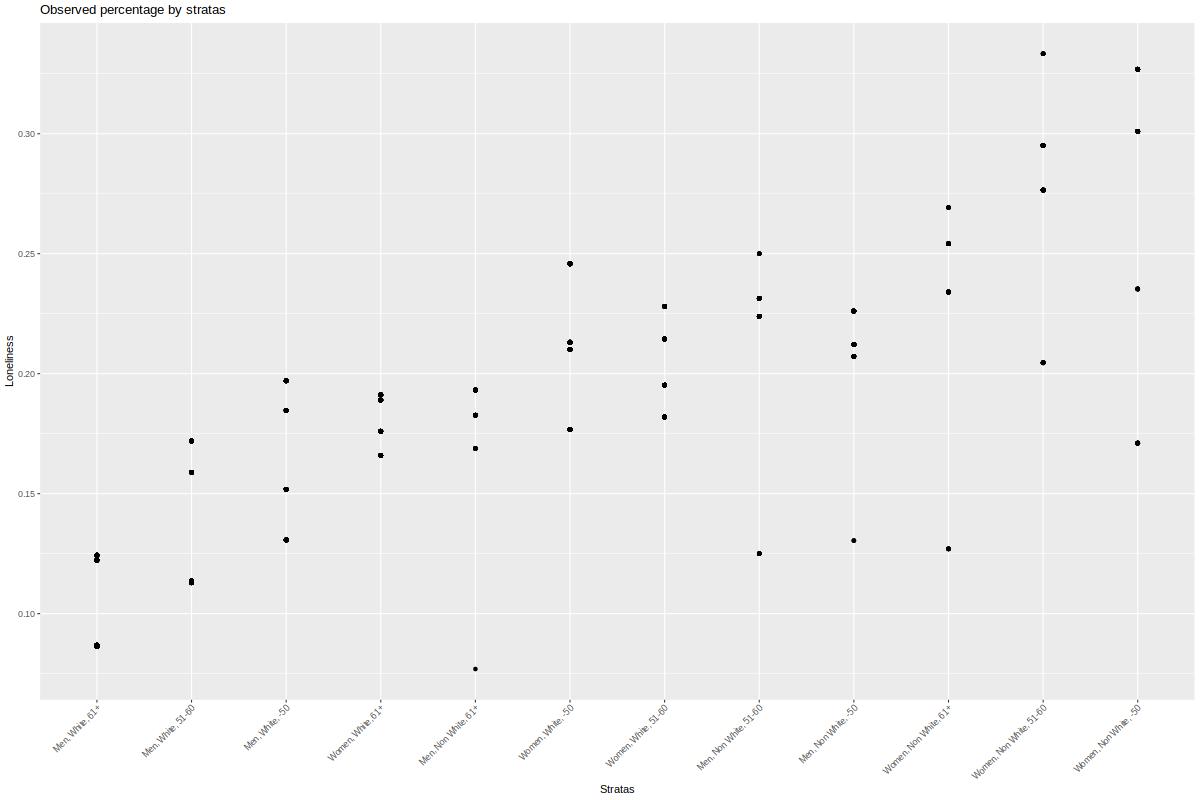 Observed percentage by stratas
Loneliness
0.30
0.25
0.20
0.15
0.10
Men, White, 61+
Men, White, 51-60
Men, White, -50
Women, White, 61+
Men, Non White, 61+
Women, White, -50
Women, White, 51-60
Men, Non White, 51-60
Men, Non White, -50
Women, Non White, 61+
Women, Non White, 51-60
Women, Non White, -50
Stratas